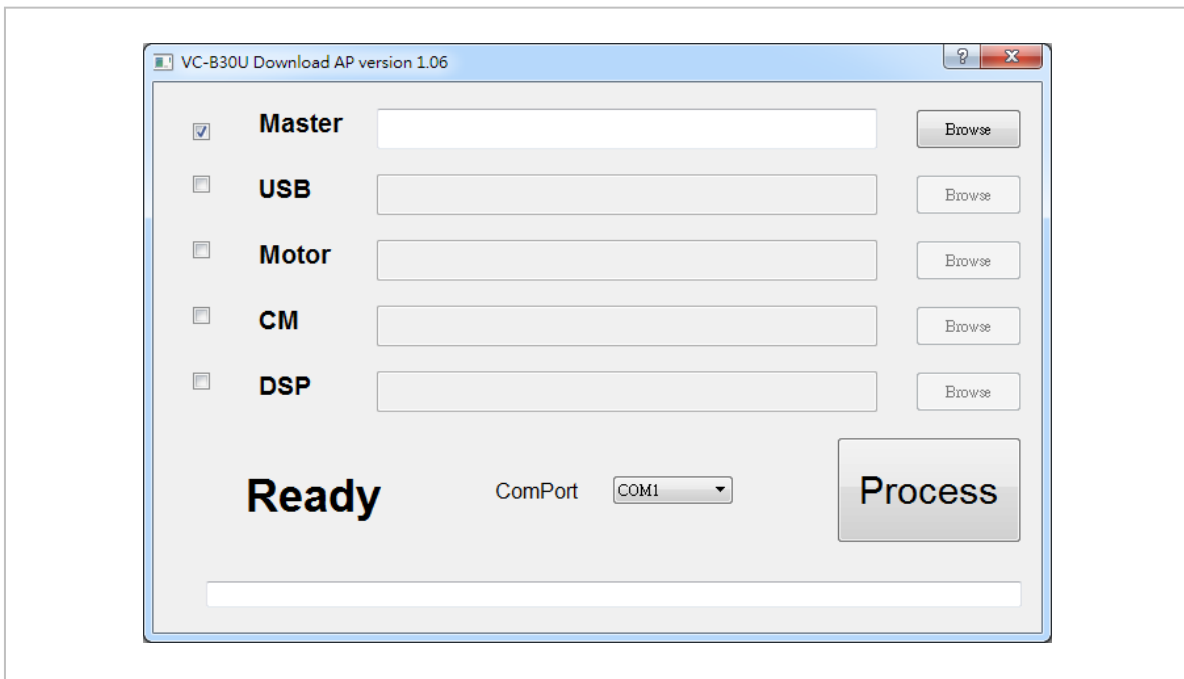 VC-B30U Download AP version 1.06
Master Browse
USB Browse
Motor Browse
CM Browse
DSP Browse
Ready ComPort COM1 Process